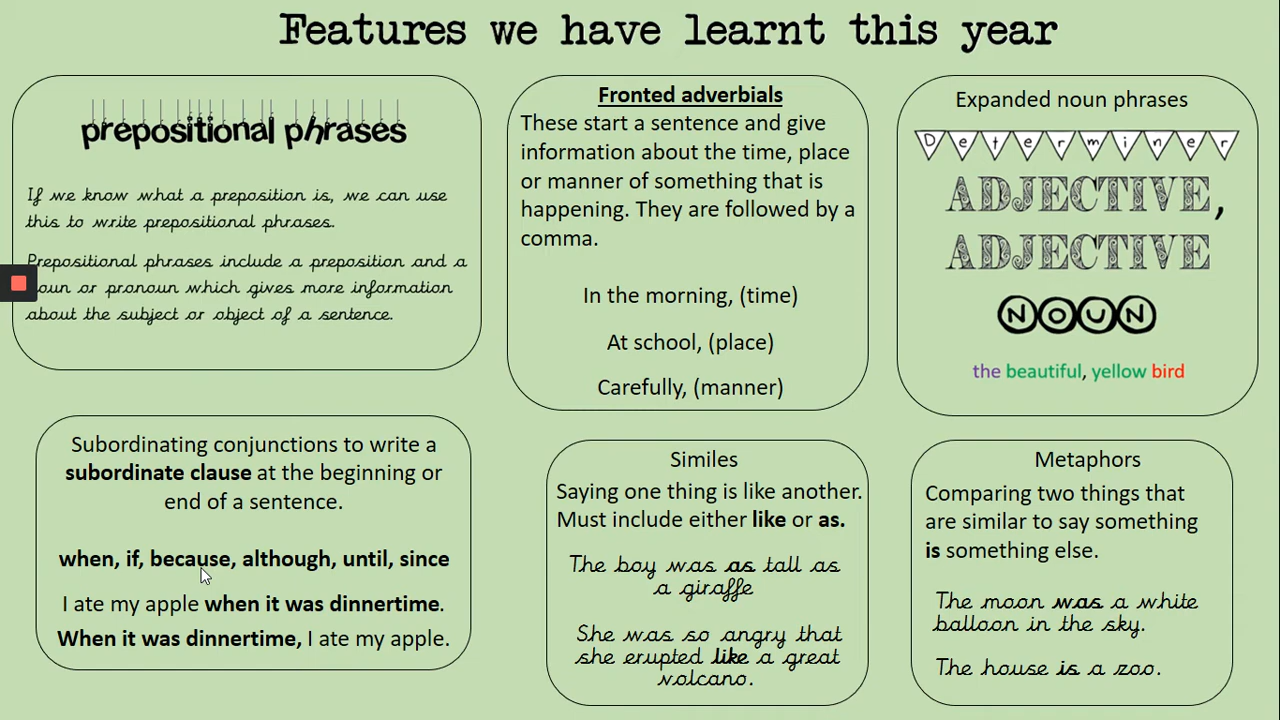 Features we have learnt this year
prepositional phrases
If we know what a preposition is, we can use
this to write prepositional phrases.
Prepositional phrases include a preposition and a
noun or pronoun which gives more information
about the subject or object of a sentence.
Fronted adverbials
These start a sentence and give
information about the time, place
or manner of something that is
happening. They are followed by a
comma.
In the morning, (time)
At school, (place)
Carefully, (manner)
Expanded noun phrases
Determiner
ADJECTIVE,
ADJECTIVE
NOUN
the beautiful, yellow bird
Subordinating conjunctions to write a
subordinate clause at the beginning or
end of a sentence.
when, if, because, although, until, since
I ate my apple when it was dinnertime.
When it was dinnertime, I ate my apple.
Similes
Saying one thing is like another.
Must include either like or as.
The boy was as tall as
a giraffe
She was so angry that
she erupted like a great
volcano.
Metaphors
Comparing two things that
are similar to say something
is something else.
The moon was a white
balloon in the sky.
The house is a zoo.